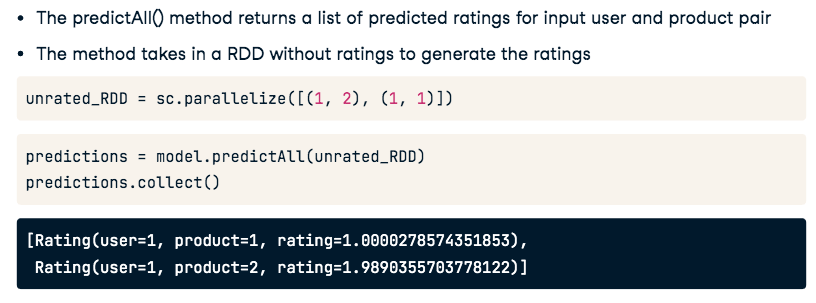 • The predictAll() method returns a list of predicted ratings for input user and product pair
• The method takes in a RDD without ratings to generate the ratings
unrated_RDD = sc.parallelize([(1, 2), (1, 1)])
predictions = model.predictAll(unrated_RDD)
predictions.collect()
[Rating(user=1, product=1, rating=1.0000278574351853),
 Rating(user=1, product=2, rating=1.9890355703778122)]